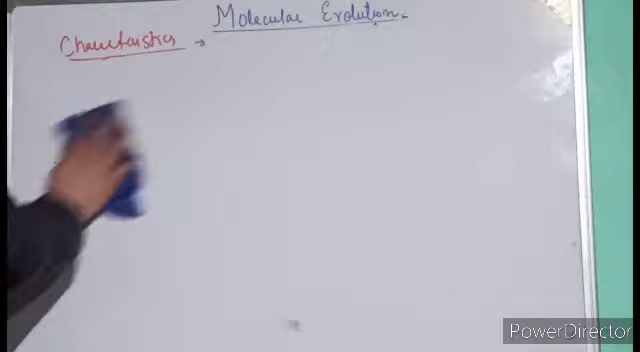 Molecular Evolution.
Characteristics →
PowerDirector